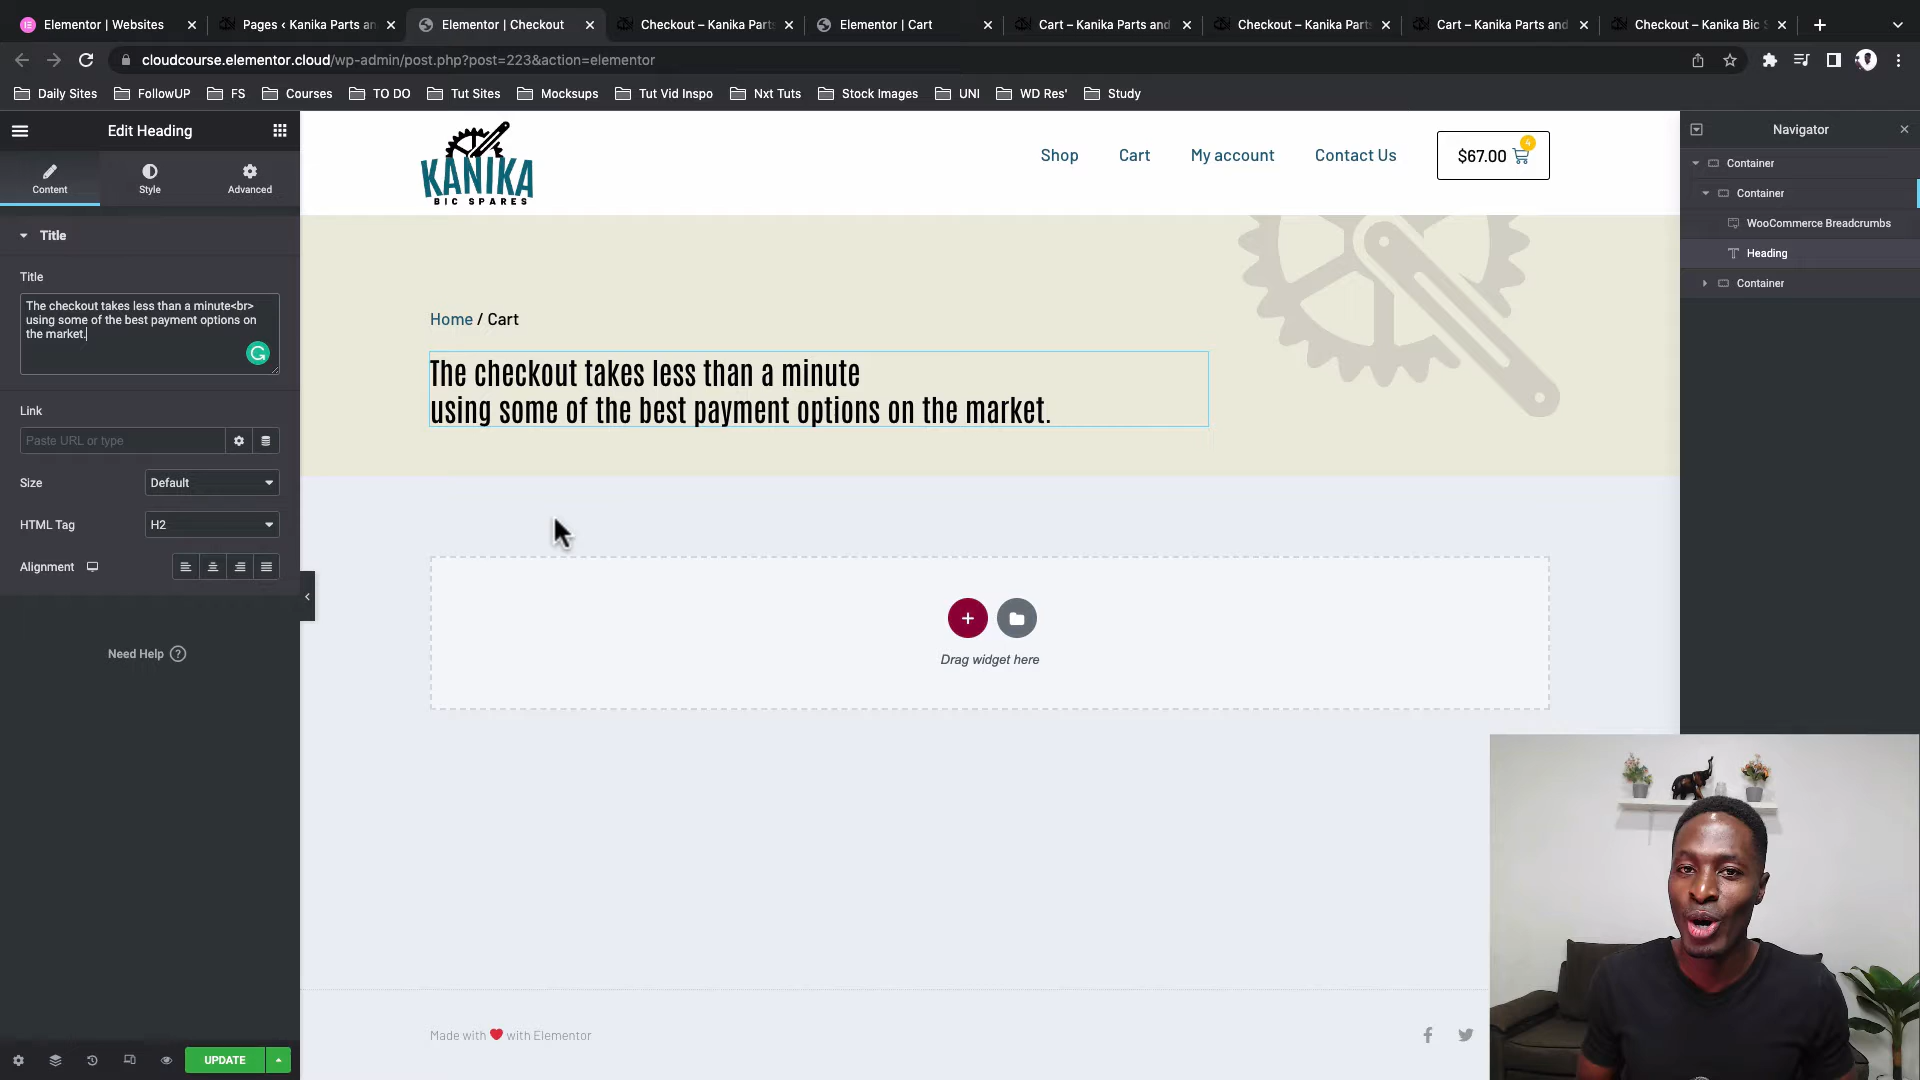 Elementor | Websites
Pages ‹ Kanika Parts an
Elementor | Checkout
Checkout – Kanika Part
Elementor | Cart
Cart – Kanika Parts and
Checkout – Kanika Part
Cart – Kanika Parts and
Checkout – Kanika Bic S
cloudcourse.elementor.cloud/wp-admin/post.php?post=223&action=elementor
Daily Sites
FollowUP
FS
Courses
TO DO
Tut Sites
Mocksups
Tut Vid Inspo
Nxt Tuts
Stock Images
UNI
WD Res'
Study
Edit Heading
Content
Style
Advanced
Title
Title
The checkout takes less than a minute<br>
using some of the best payment options on
the market.
Link
Paste URL or type
Size
Default
HTML Tag
H2
Alignment
Need Help
UPDATE
KANIKA
BIC SPARES
Shop
Cart
My account
Contact Us
$67.00
4
Home / Cart
The checkout takes less than a minute
using some of the best payment options on the market.
Drag widget here
Made with ❤ with Elementor
Navigator
Container
Container
WooCommerce Breadcrumbs
Heading
Container